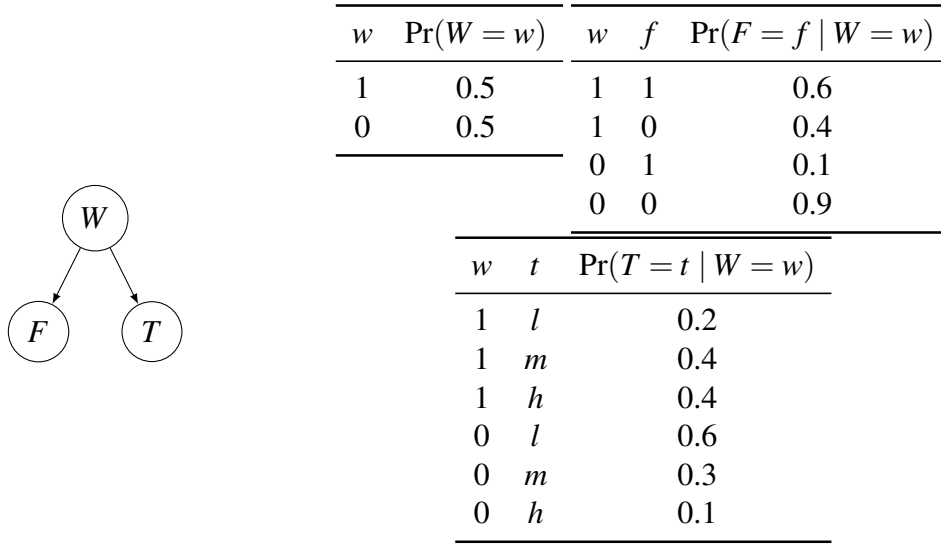 w Pr(W = w)
1 0.5
0 0.5
w f Pr(F = f | W = w)
1 1 0.6
1 0 0.4
0 1 0.1
0 0 0.9
W
F T
w t Pr(T = t | W = w)
1 l 0.2
1 m 0.4
1 h 0.4
0 l 0.6
0 m 0.3
0 h 0.1